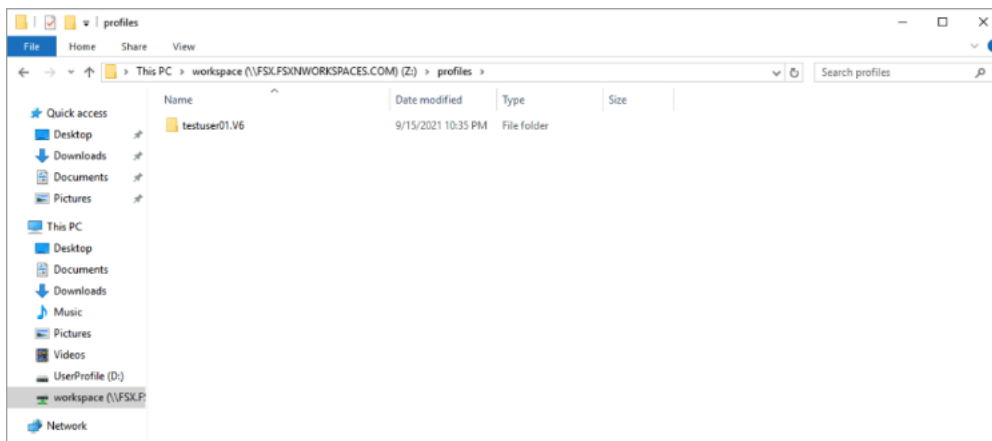 profiles
File Home Share View
This PC > workspace (\\FSX.FSXNWORKSPACES.COM) (Z:) > profiles >
Search profiles
Name Date modified Type Size
testuser01.V6 9/15/2021 10:35 PM File folder
Quick access
Desktop
Downloads
Documents
Pictures
This PC
Desktop
Documents
Downloads
Music
Pictures
Videos
UserProfile (D:)
workspace (\\FSX.F
Network